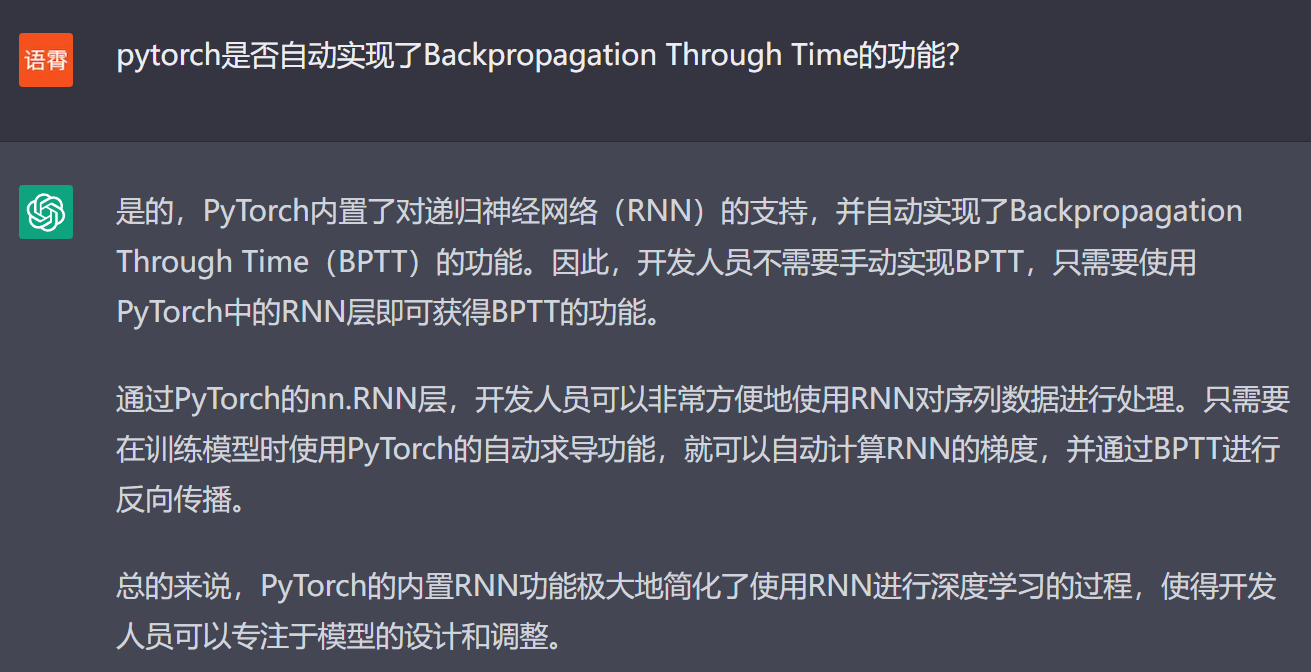 语霄
pytorch是否自动实现了Backpropagation Through Time的功能?
是的，PyTorch内置了对递归神经网络（RNN）的支持，并自动实现了Backpropagation
Through Time（BPTT）的功能。因此，开发人员不需要手动实现BPTT，只需要使用
PyTorch中的RNN层即可获得BPTT的功能。
通过PyTorch的nn.RNN层，开发人员可以非常方便地使用RNN对序列数据进行处理。只需要
在训练模型时使用PyTorch的自动求导功能，就可以自动计算RNN的梯度，并通过BPTT进行
反向传播。
总的来说，PyTorch的内置RNN功能极大地简化了使用RNN进行深度学习的过程，使得开发
人员可以专注于模型的设计和调整。